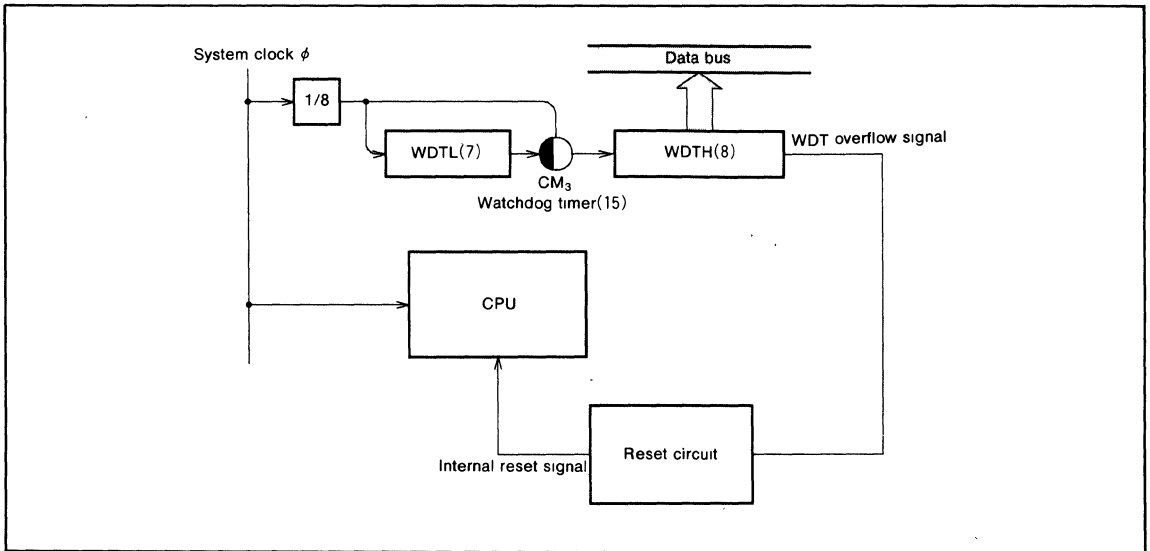 System clock φ
Data bus
1/8
WDTL(7)
WDTH(8)
WDT overflow signal
CM₃
Watchdog timer(15)
CPU
Reset circuit
Internal reset signal